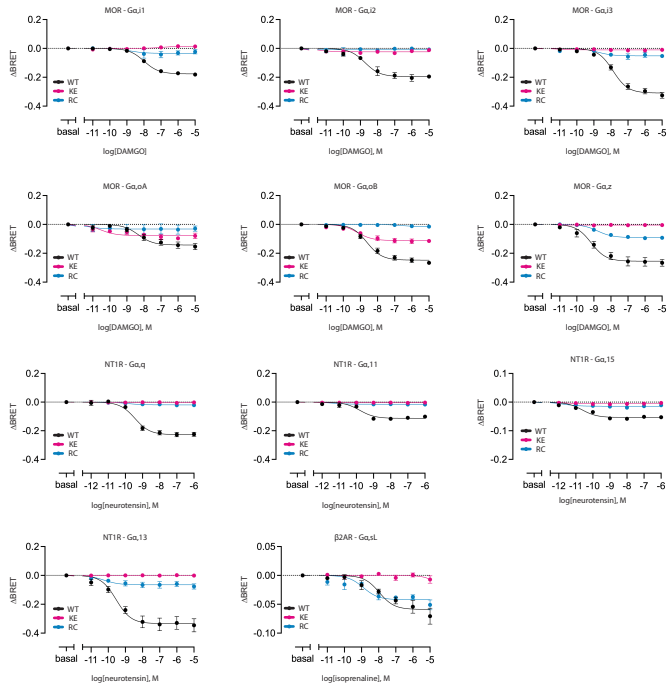 MOR - Gα,i1
0.2
0.0
-0.2
-0.4
ΔBRET
WT
KE
RC
basal -11 -10 -9 -8 -7 -6 -5
log[DAMGO]
MOR - Gα,i2
0.2
0.0
-0.2
-0.4
ΔBRET
WT
KE
RC
basal -11 -10 -9 -8 -7 -6 -5
log[DAMGO], M
MOR - Gα,i3
0.2
0.0
-0.2
-0.4
ΔBRET
WT
KE
RC
basal -11 -10 -9 -8 -7 -6 -5
log[DAMGO], M
MOR - Gα,oA
0.2
0.0
-0.2
-0.4
ΔBRET
WT
KE
RC
basal -11 -10 -9 -8 -7 -6 -5
log[DAMGO], M
MOR - Gα,oB
0.2
0.0
-0.2
-0.4
ΔBRET
WT
KE
RC
basal -11 -10 -9 -8 -7 -6 -5
log[DAMGO], M
MOR - Gα,z
0.2
0.0
-0.2
-0.4
ΔBRET
WT
KE
RC
basal -11 -10 -9 -8 -7 -6 -5
log[DAMGO], M
NT1R - Gα,q
0.2
0.0
-0.2
-0.4
ΔBRET
WT
KE
RC
basal -12 -11 -10 -9 -8 -7 -6
log[neurotensin], M
NT1R - Gα,11
0.2
0.0
-0.2
-0.4
ΔBRET
WT
KE
RC
basal -12 -11 -10 -9 -8 -7 -6
log[neurotensin], M
NT1R - Gα,15
0.1
0.0
-0.1
-0.2
ΔBRET
WT
KE
RC
basal -12 -11 -10 -9 -8 -7 -6
log[neurotensin], M
NT1R - Gα,13
0.2
0.0
-0.2
-0.4
ΔBRET
WT
KE
RC
basal -11 -10 -9 -8 -7 -6 -5
log[neurotensin], M
β2AR - Gα,sL
0.05
0.00
-0.05
-0.10
ΔBRET
WT
KE
RC
basal -11 -10 -9 -8 -7 -6 -5
log[isoprenaline], M